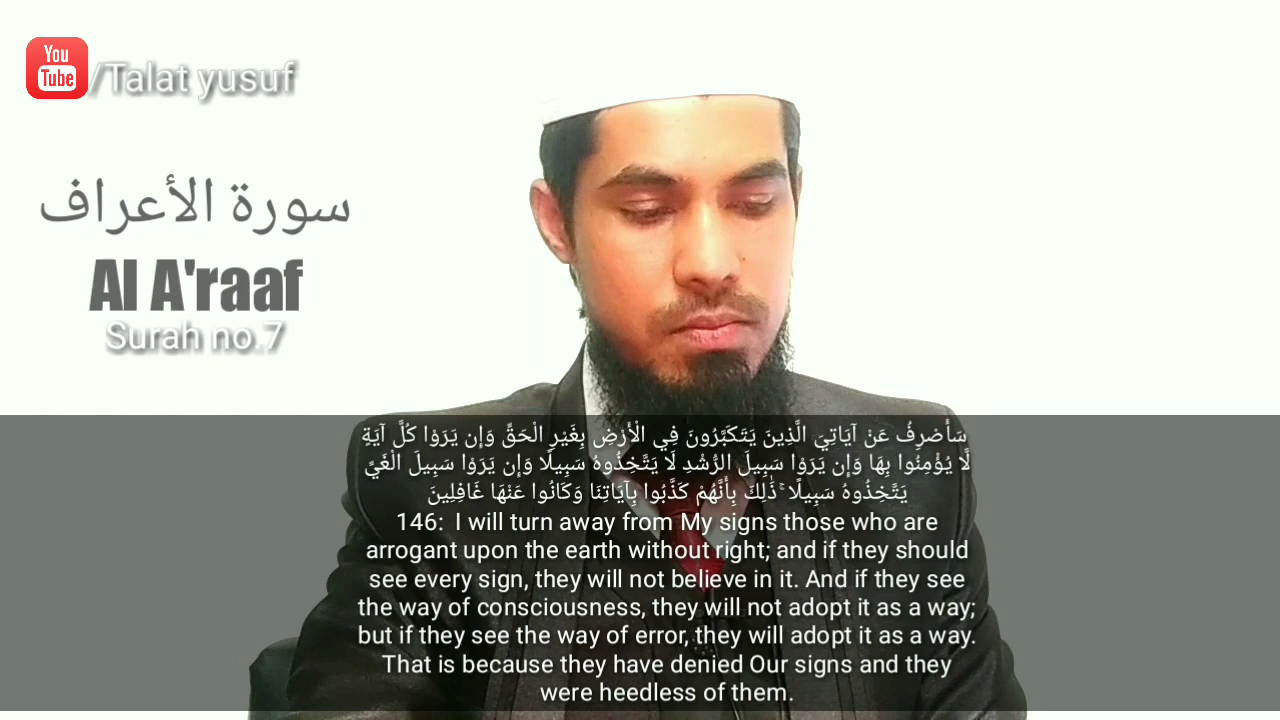 You
Tube
/Talat yusuf
سورة الأعراف
Al A'raaf
Surah no.7
سَأَصْرِفُ عَنْ آيَاتِيَ الَّذِينَ يَتَكَبَّرُونَ فِي الْأَرْضِ بِغَيْرِ الْحَقِّ وَإِن يَرَوْا كُلَّ آيَةٍ
لَّا يُؤْمِنُوا بِهَا وَإِن يَرَوْا سَبِيلَ الرُّشْدِ لَا يَتَّخِذُوهُ سَبِيلًا وَإِن يَرَوْا سَبِيلَ الْغَيِّ
يَتَّخِذُوهُ سَبِيلًا ۚ ذَٰلِكَ بِأَنَّهُمْ كَذَّبُوا بِآيَاتِنَا وَكَانُوا عَنْهَا غَافِلِينَ
146:  I will turn away from My signs those who are
arrogant upon the earth without right; and if they should
see every sign, they will not believe in it. And if they see
the way of consciousness, they will not adopt it as a way;
but if they see the way of error, they will adopt it as a way.
That is because they have denied Our signs and they
were heedless of them.